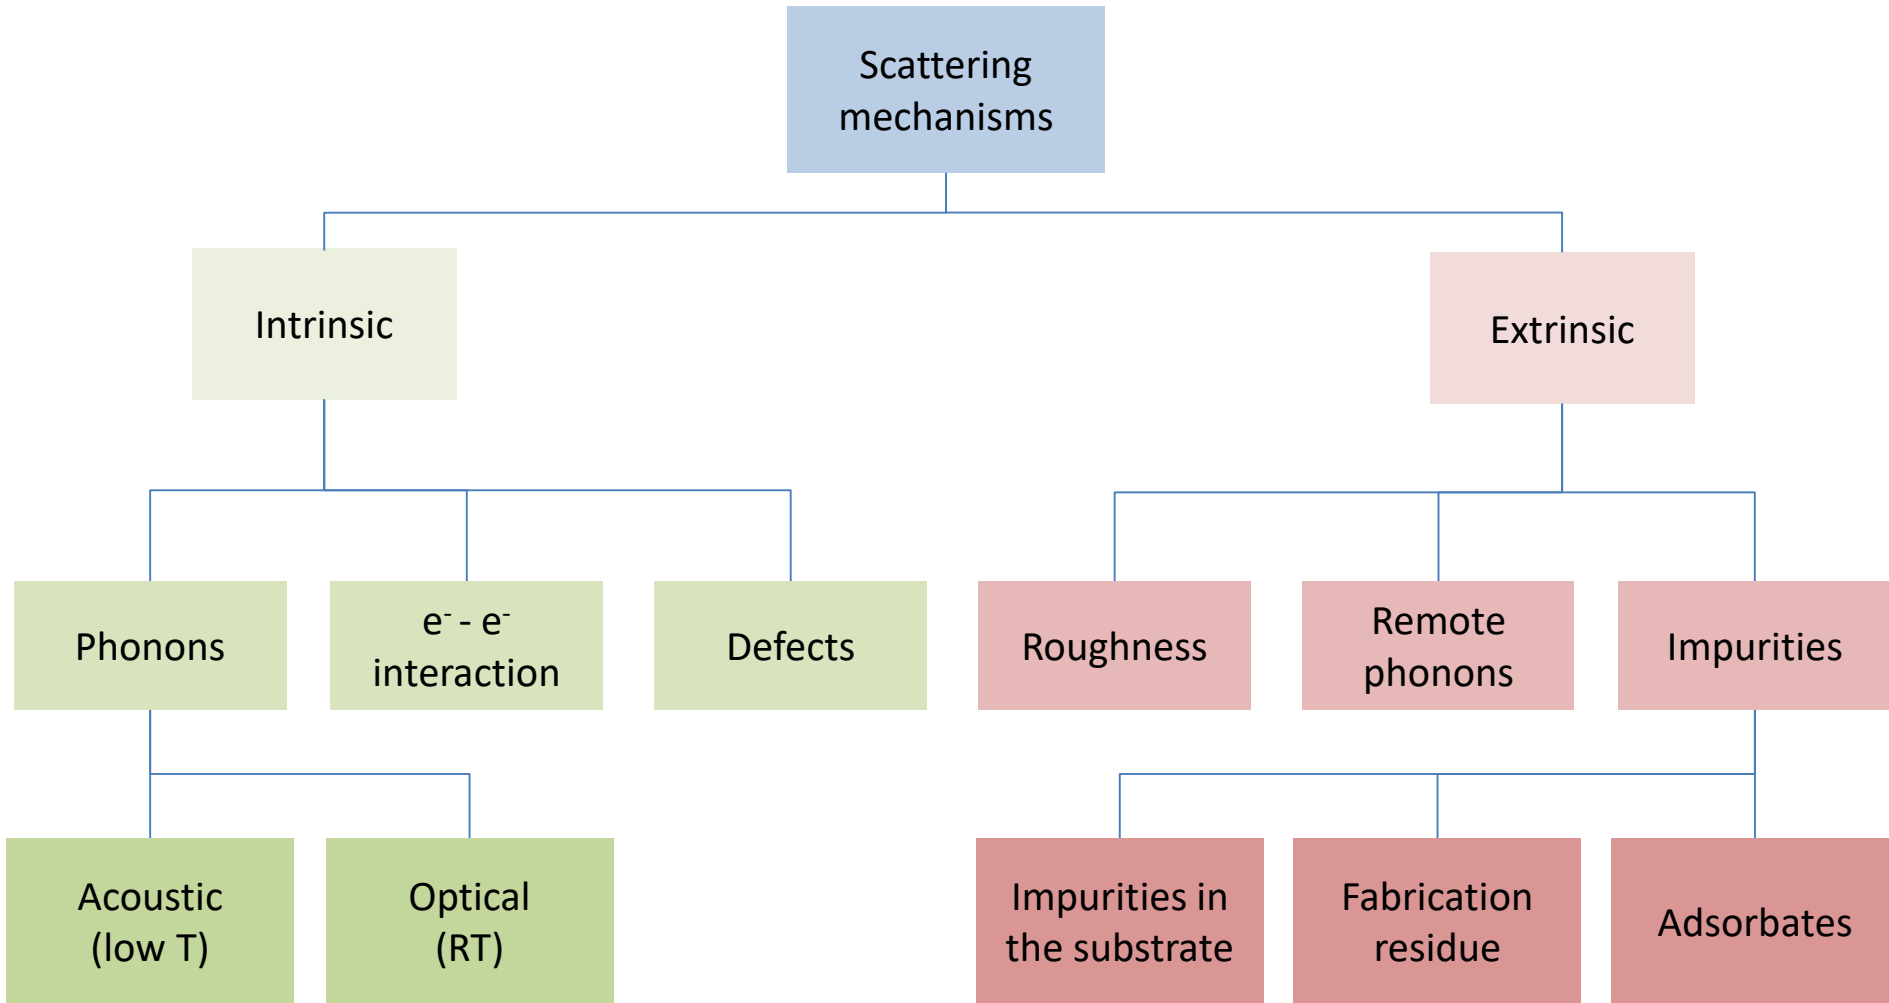 Scattering
mechanisms
Intrinsic
Extrinsic
Phonons
e⁻ - e⁻
interaction
Defects
Roughness
Remote
phonons
Impurities
Acoustic
(low T)
Optical
(RT)
Impurities in
the substrate
Fabrication
residue
Adsorbates